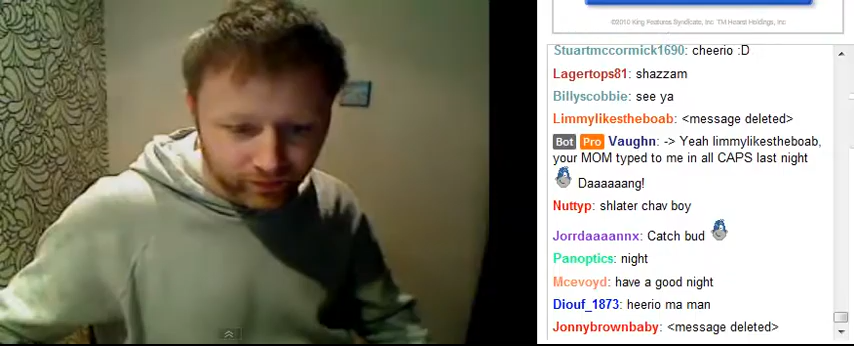 ©2010 King Features Syndicate, Inc TM Hearst Holdings, Inc
Stuartmccormick1690: cheerio :D
Lagertops81: shazzam
Billyscobbie: see ya
Limmylikestheboab: <message deleted>
Bot Pro Vaughn: -> Yeah limmylikestheboab,
your MOM typed to me in all CAPS last night
Daaaaaang!
Nuttyp: shlater chav boy
Jorrdaaaannx: Catch bud
Panoptics: night
Mcevoyd: have a good night
Diouf_1873: heerio ma man
Jonnybrownbaby: <message deleted>